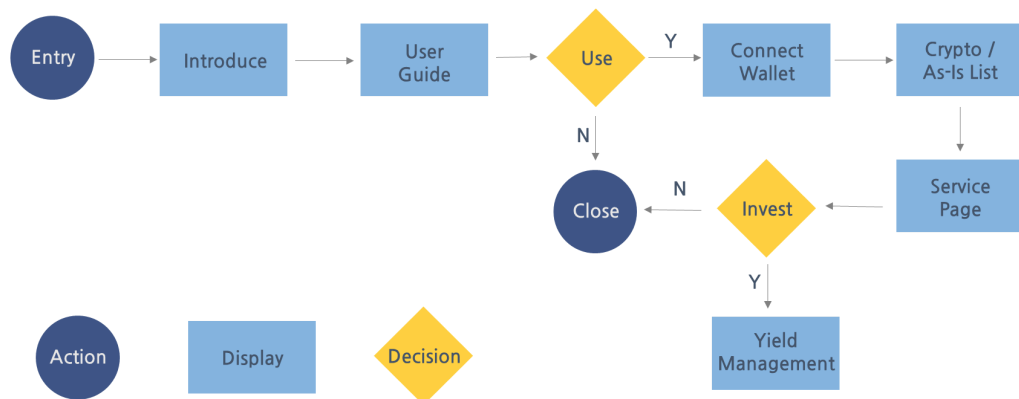 Entry
Introduce
User
Guide
Use
Y
Connect
Wallet
Crypto /
As-Is List
N
Close
N
Invest
Service
Page
Y
Yield
Management
Action
Display
Decision